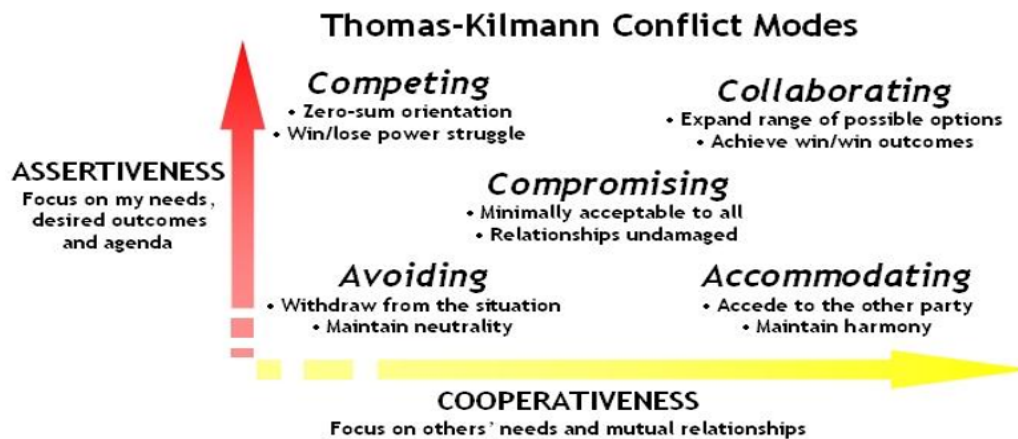 Thomas-Kilmann Conflict Modes
Competing
• Zero-sum orientation
• Win/lose power struggle
Collaborating
• Expand range of possible options
• Achieve win/win outcomes
ASSERTIVENESS
Focus on my needs,
desired outcomes
and agenda
Compromising
• Minimally acceptable to all
• Relationships undamaged
Avoiding
• Withdraw from the situation
• Maintain neutrality
Accommodating
• Accede to the other party
• Maintain harmony
COOPERATIVENESS
Focus on others' needs and mutual relationships